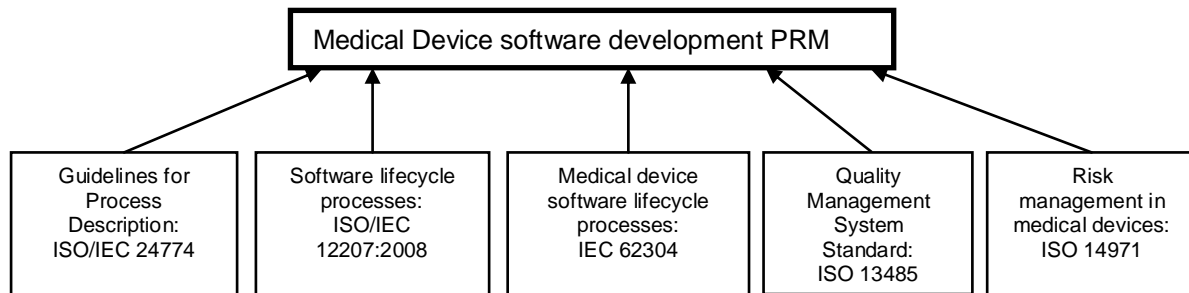 Medical Device software development PRM
Guidelines for
Process
Description:
ISO/IEC 24774
Software lifecycle
processes:
ISO/IEC
12207:2008
Medical device
software lifecycle
processes:
IEC 62304
Quality
Management
System
Standard:
ISO 13485
Risk
management in
medical devices:
ISO 14971